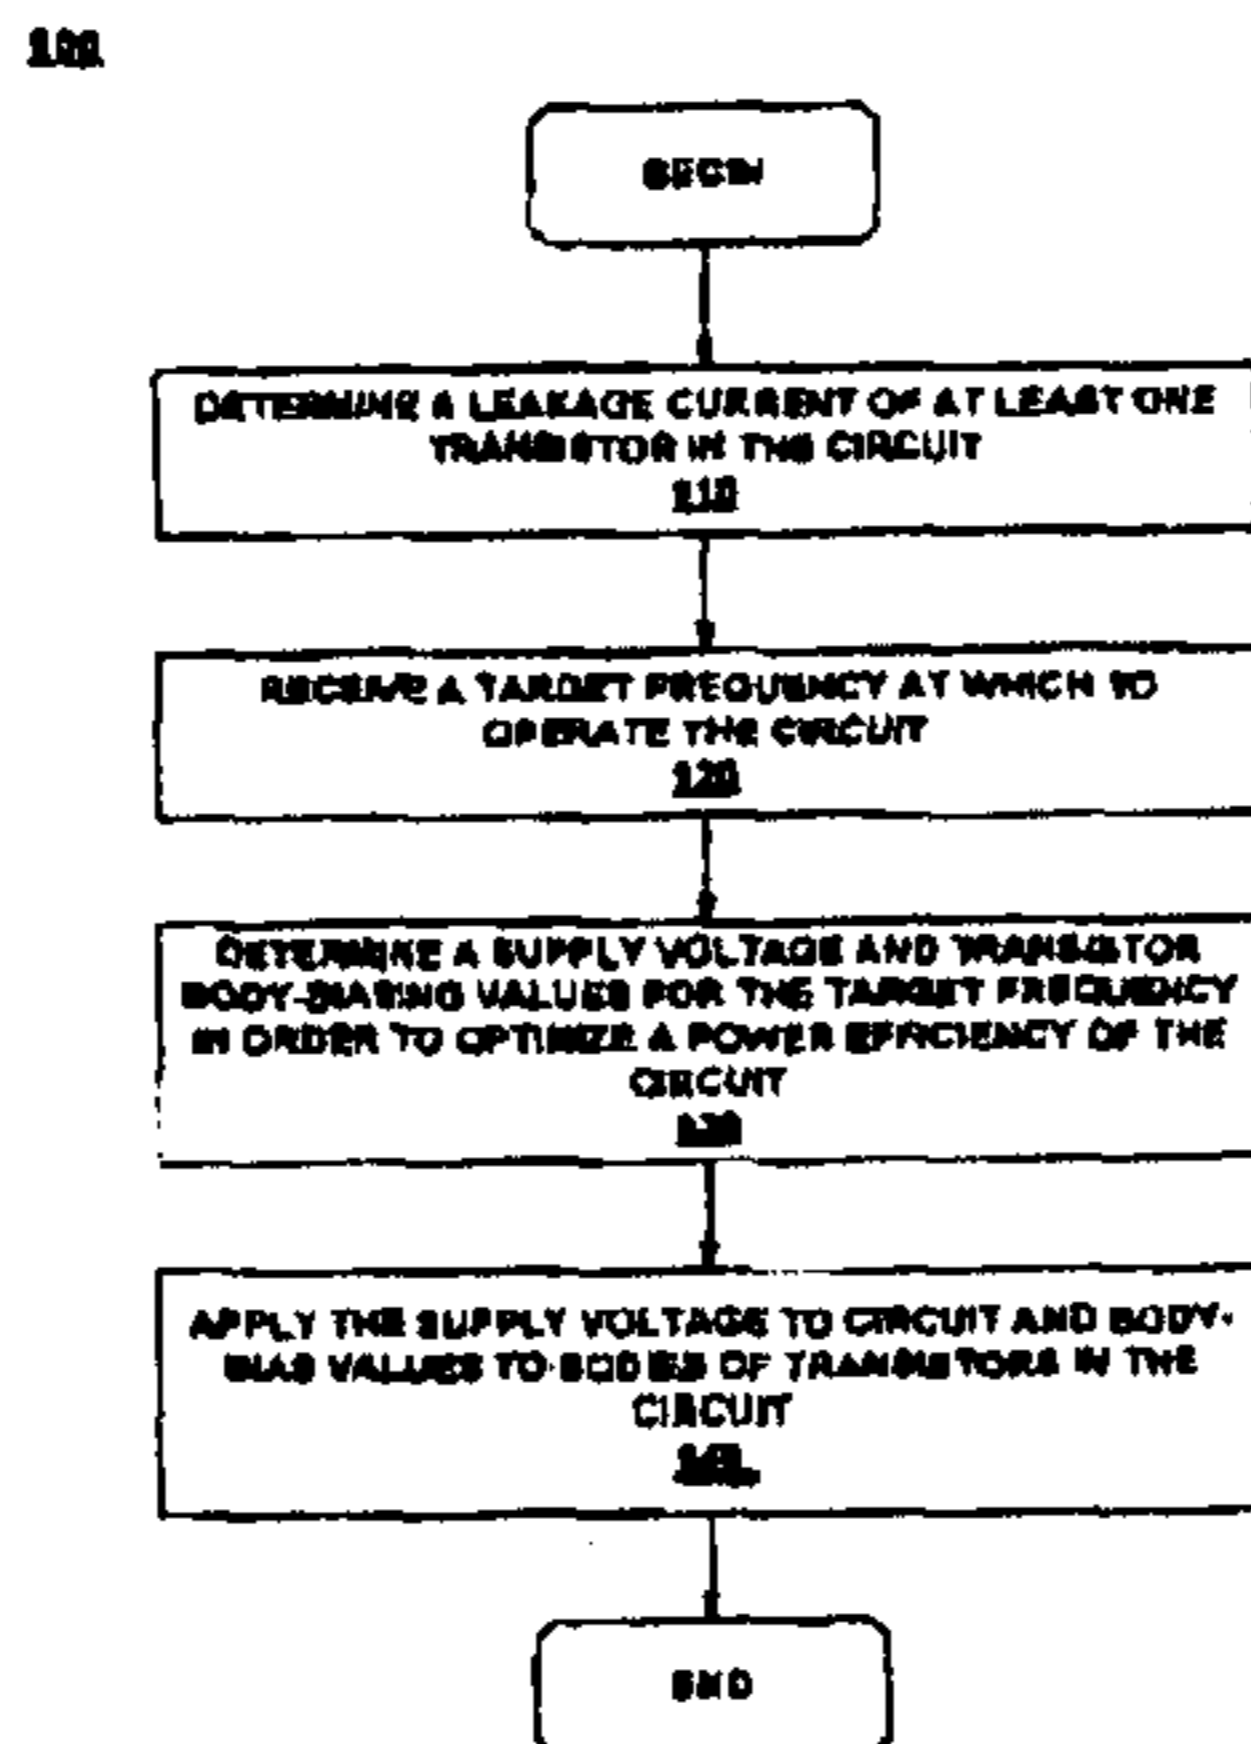 100
BEGIN
DETERMINE A LEAKAGE CURRENT OF AT LEAST ONE
TRANSISTOR IN THE CIRCUIT
110
RECEIVE A TARGET FREQUENCY AT WHICH TO
OPERATE THE CIRCUIT
120
DETERMINE A SUPPLY VOLTAGE AND TRANSISTOR
BODY-BIASING VALUES FOR THE TARGET FREQUENCY
IN ORDER TO OPTIMIZE A POWER EFFICIENCY OF THE
CIRCUIT
130
APPLY THE SUPPLY VOLTAGE TO CIRCUIT AND BODY-
BIAS VALUES TO BODIES OF TRANSISTORS IN THE
CIRCUIT
140
END